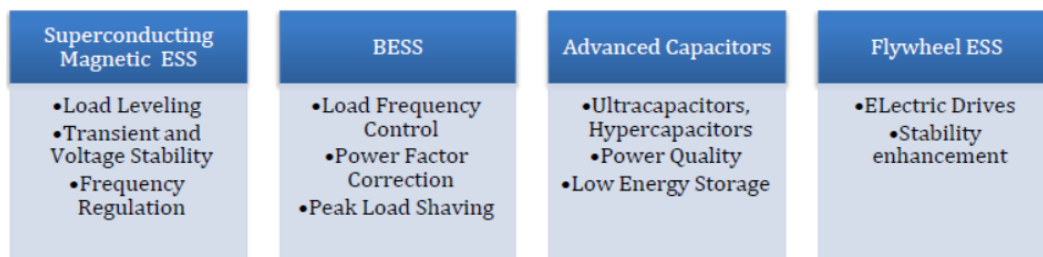 Superconducting
Magnetic ESS
•Load Leveling
•Transient and
Voltage Stability
•Frequency
Regulation
BESS
•Load Frequency
Control
•Power Factor
Correction
•Peak Load Shaving
Advanced Capacitors
•Ultracapacitors,
Hypercapacitors
•Power Quality
•Low Energy Storage
Flywheel ESS
•ELectric Drives
•Stability
enhancement